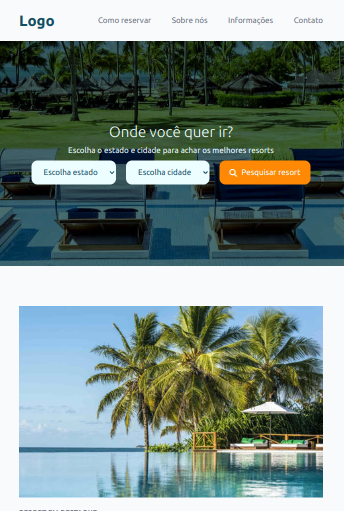 Logo
Como reservar
Sobre nós
Informações
Contato
Onde você quer ir?
Escolha o estado e cidade para achar os melhores resorts
Escolha estado
Escolha cidade
Pesquisar resort